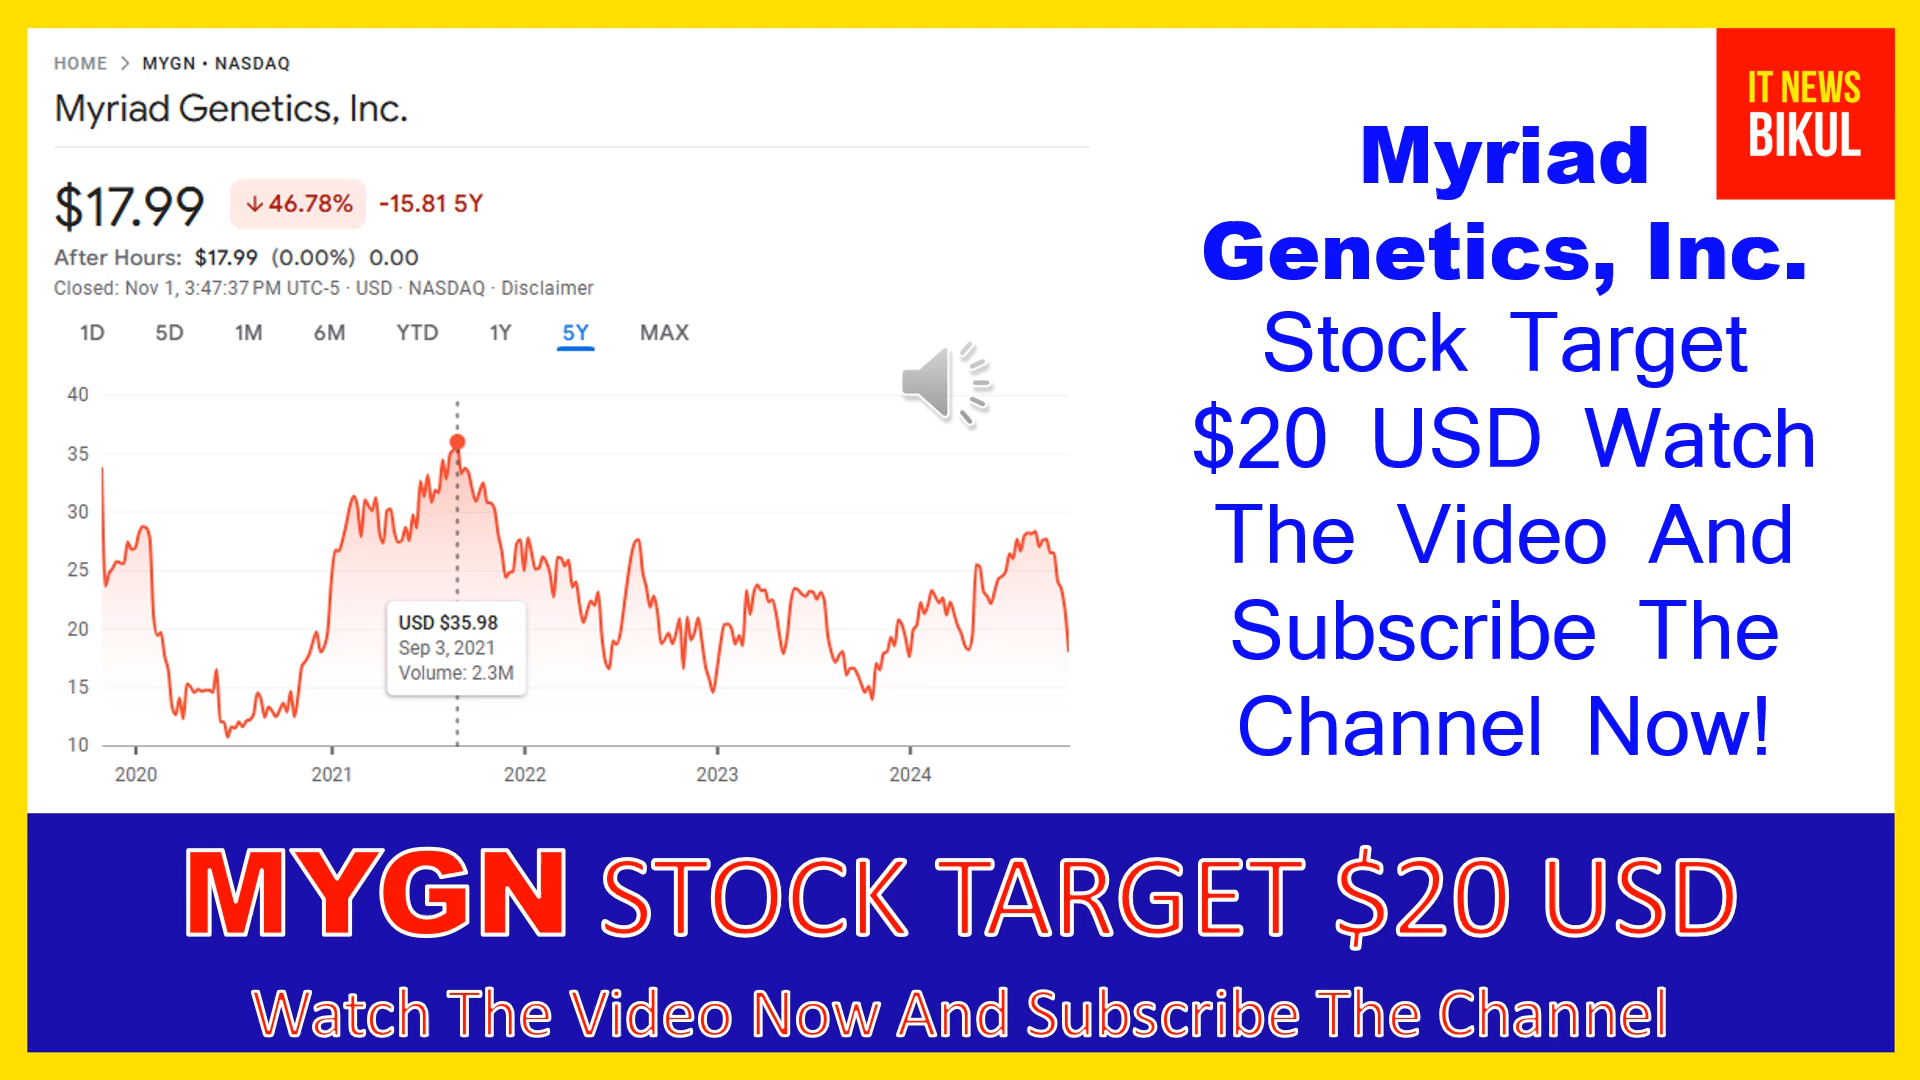 HOME > MYGN • NASDAQ
Myriad Genetics, Inc.
$17.99 ↓46.78% -15.81 5Y
After Hours: $17.99 (0.00%) 0.00
Closed: Nov 1, 3:47:37 PM UTC-5 · USD · NASDAQ · Disclaimer
1D 5D 1M 6M YTD 1Y 5Y MAX
40
35
30
25
20
15
10
USD $35.98
Sep 3, 2021
Volume: 2.3M
2020 2021 2022 2023 2024
IT NEWS
BIKUL
Myriad
Genetics, Inc.
Stock Target
$20 USD Watch
The Video And
Subscribe The
Channel Now!
MYGN STOCK TARGET $20 USD
Watch The Video Now And Subscribe The Channel